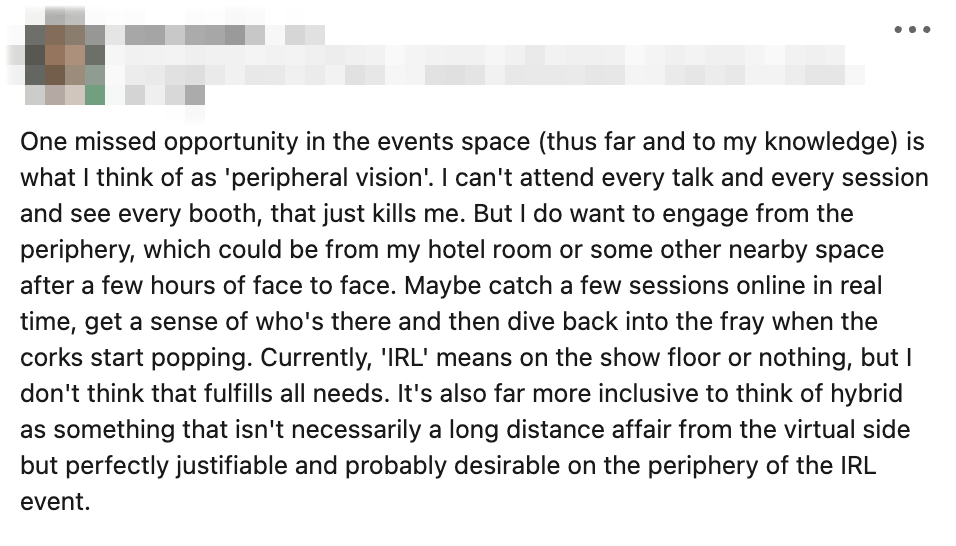 One missed opportunity in the events space (thus far and to my knowledge) is
what I think of as 'peripheral vision'. I can't attend every talk and every session
and see every booth, that just kills me. But I do want to engage from the
periphery, which could be from my hotel room or some other nearby space
after a few hours of face to face. Maybe catch a few sessions online in real
time, get a sense of who's there and then dive back into the fray when the
corks start popping. Currently, 'IRL' means on the show floor or nothing, but I
don't think that fulfills all needs. It's also far more inclusive to think of hybrid
as something that isn't necessarily a long distance affair from the virtual side
but perfectly justifiable and probably desirable on the periphery of the IRL
event.